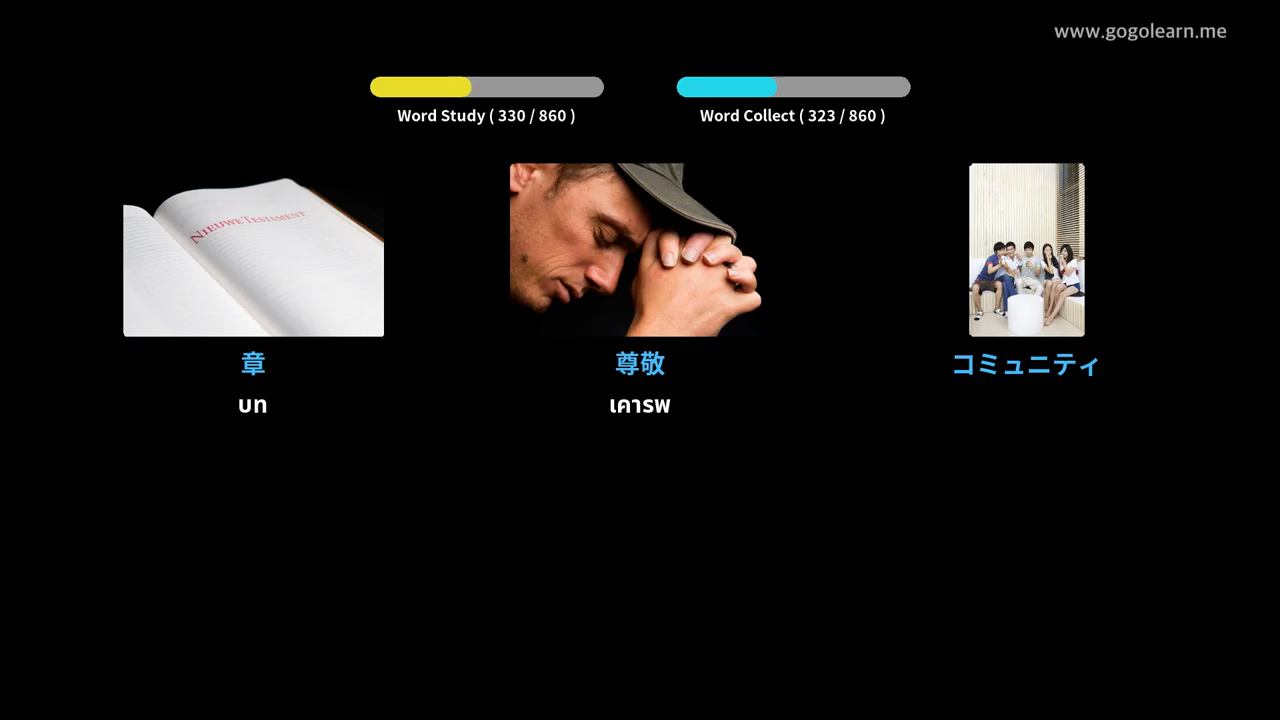 www.gogolearn.me
Word Study ( 330 / 860 )
Word Collect ( 323 / 860 )
NIEUWE TESTAMENT
章
尊敬
コミュニティ
บท
เคารพ